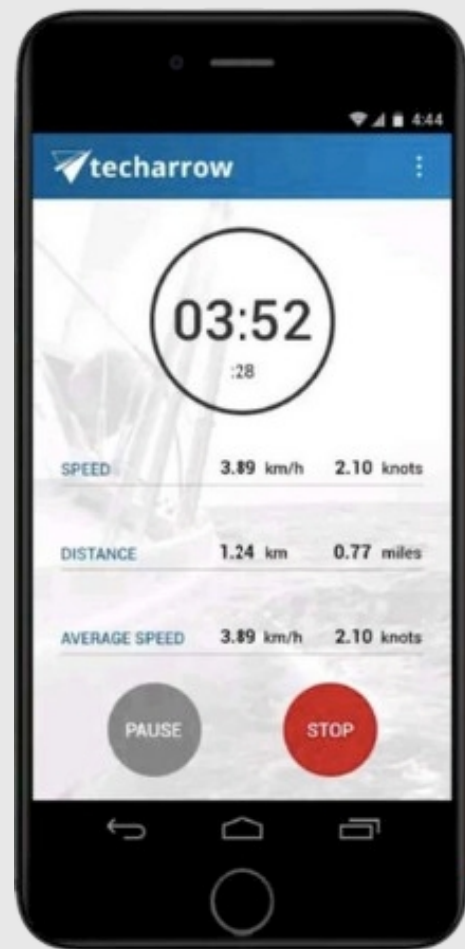 4:44
techarrow
03:52
:28
SPEED 3.89 km/h 2.10 knots
DISTANCE 1.24 km 0.77 miles
AVERAGE SPEED 3.89 km/h 2.10 knots
PAUSE STOP